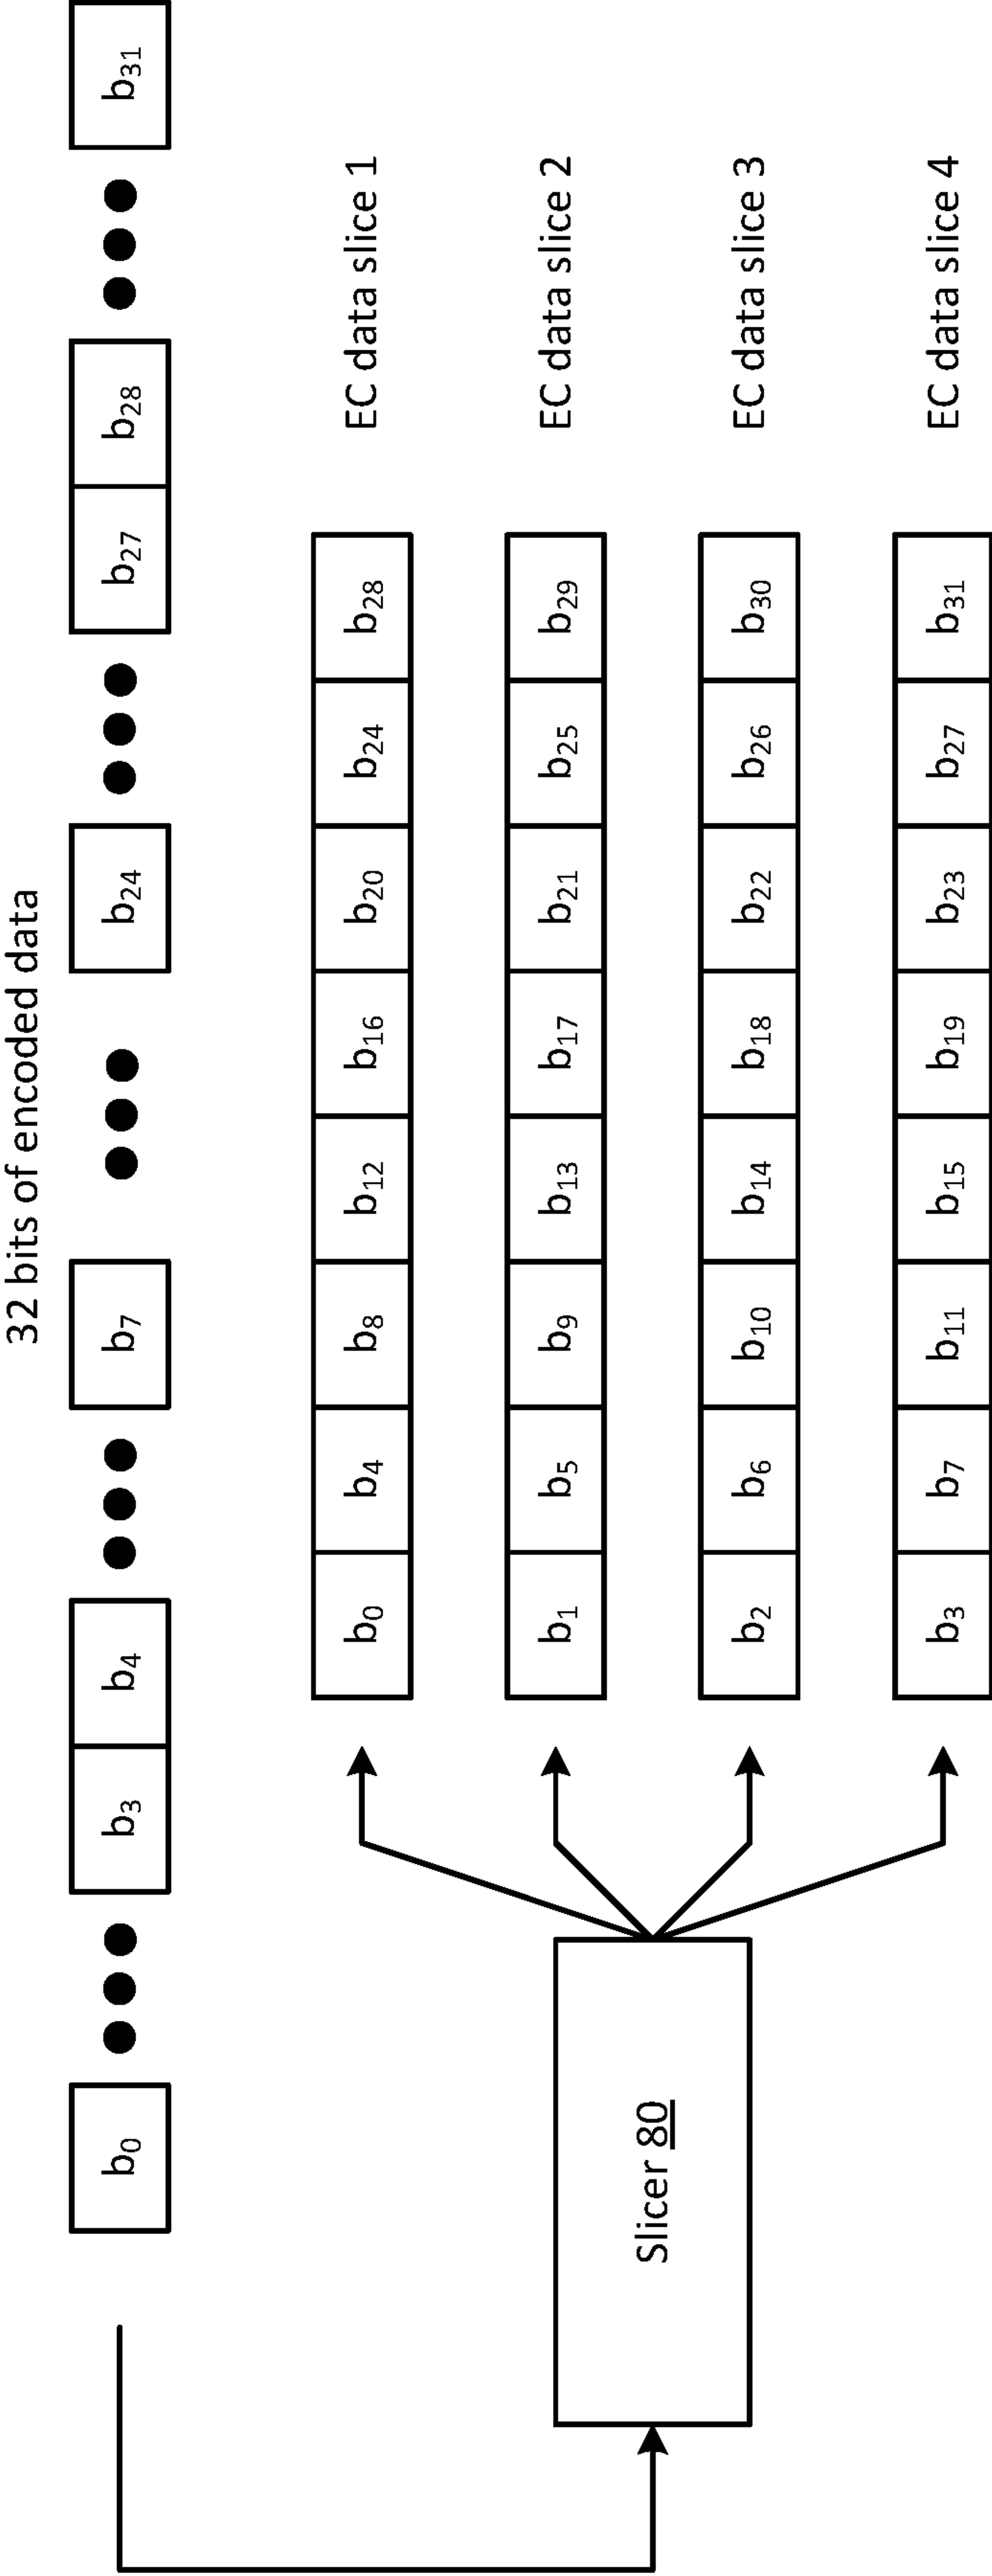 32 bits of encoded data
b0 b3 b4 b7 b24 b27 b28 b31
b0 b4 b8 b12 b16 b20 b24 b28 EC data slice 1
b1 b5 b9 b13 b17 b21 b25 b29 EC data slice 2
Slicer 80
b2 b6 b10 b14 b18 b22 b26 b30 EC data slice 3
b3 b7 b11 b15 b19 b23 b27 b31 EC data slice 4